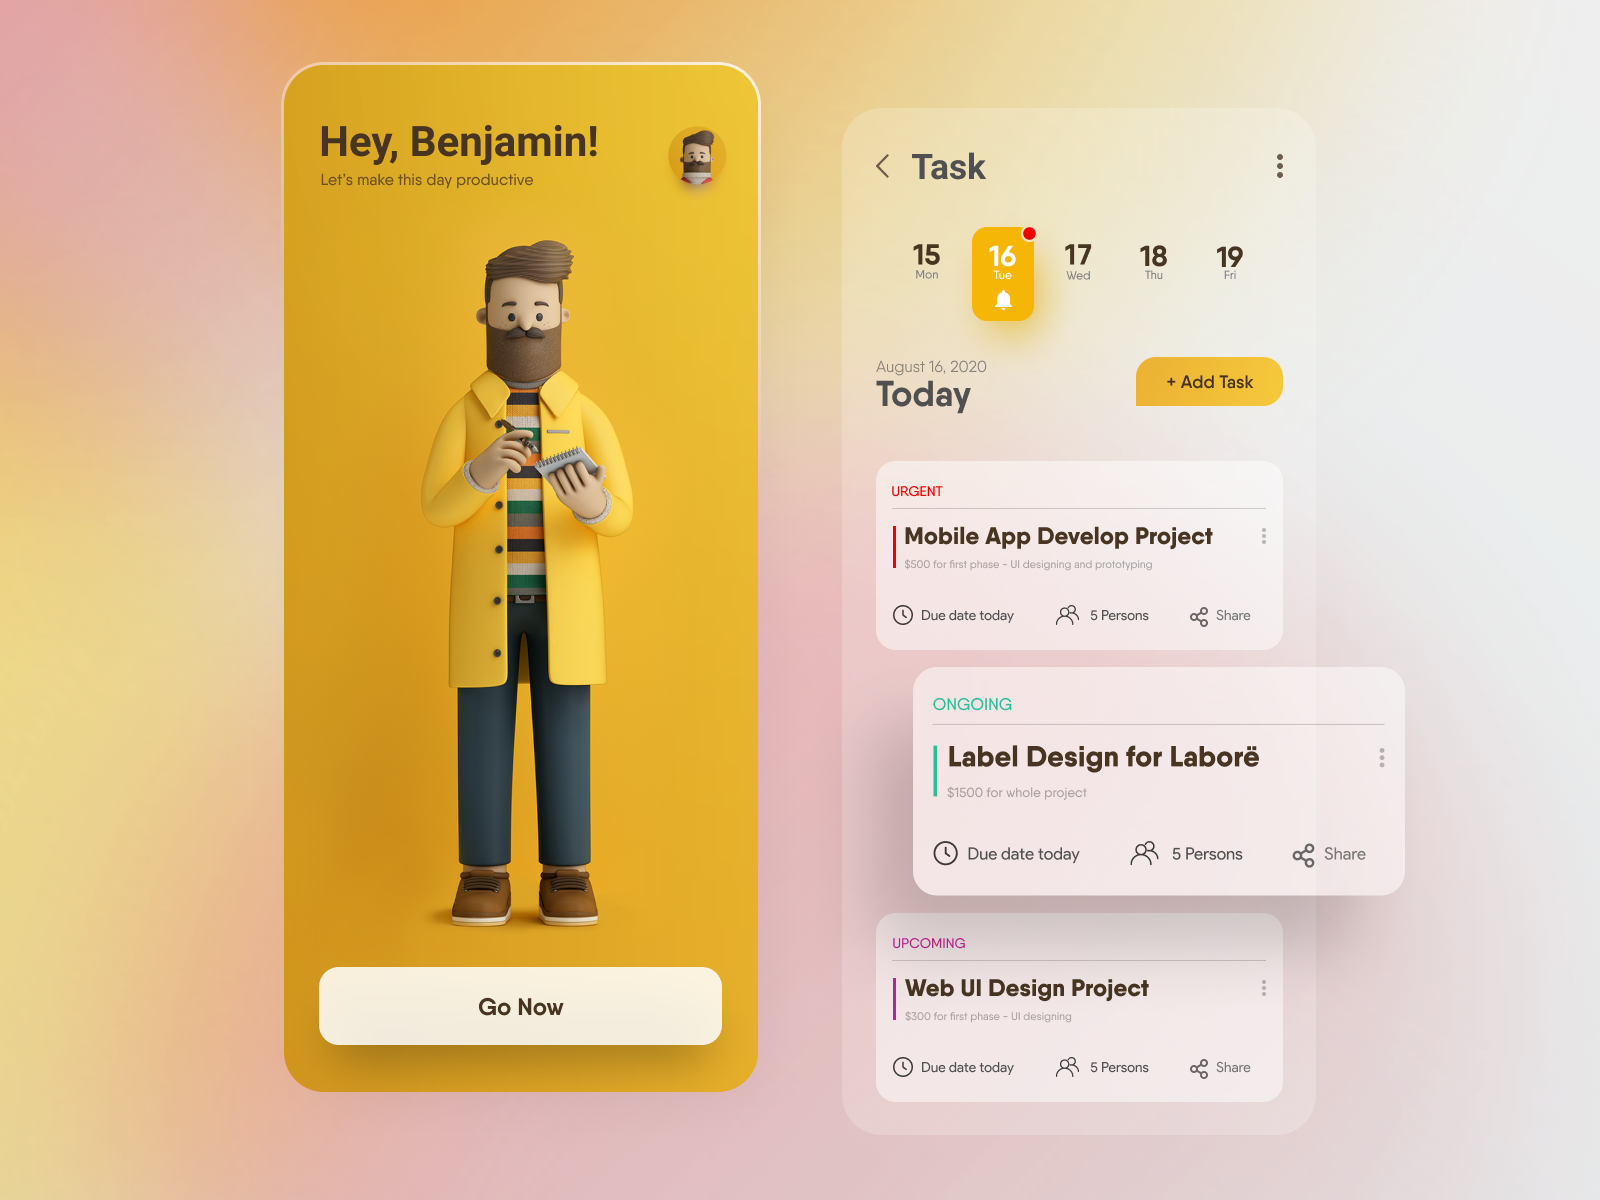 Hey, Benjamin!
Let's make this day productive
Go Now
Task
15 16 17 18 19
Mon Tue Wed Thu Fri
August 16, 2020
Today
+ Add Task
URGENT
Mobile App Develop Project
$500 for first phase - UI designing and prototyping
Due date today 5 Persons Share
ONGOING
Label Design for Laborë
$1500 for whole project
Due date today 5 Persons Share
UPCOMING
Web UI Design Project
$300 for first phase - UI designing
Due date today 5 Persons Share